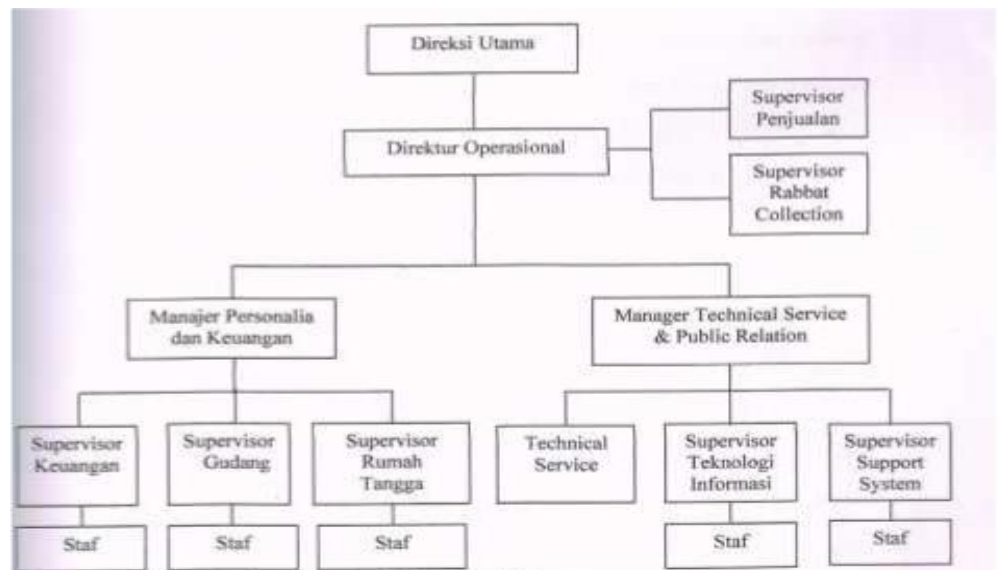 Direksi Utama
Supervisor
Penjualan
Direktur Operasional
Supervisor
Rabbat
Collection
Manajer Personalia
dan Keuangan
Manager Technical Service
& Public Relation
Supervisor
Keuangan
Supervisor
Gudang
Supervisor
Rumah
Tangga
Technical
Service
Supervisor
Teknologi
Informasi
Supervisor
Support
System
Staf
Staf
Staf
Staf
Staf